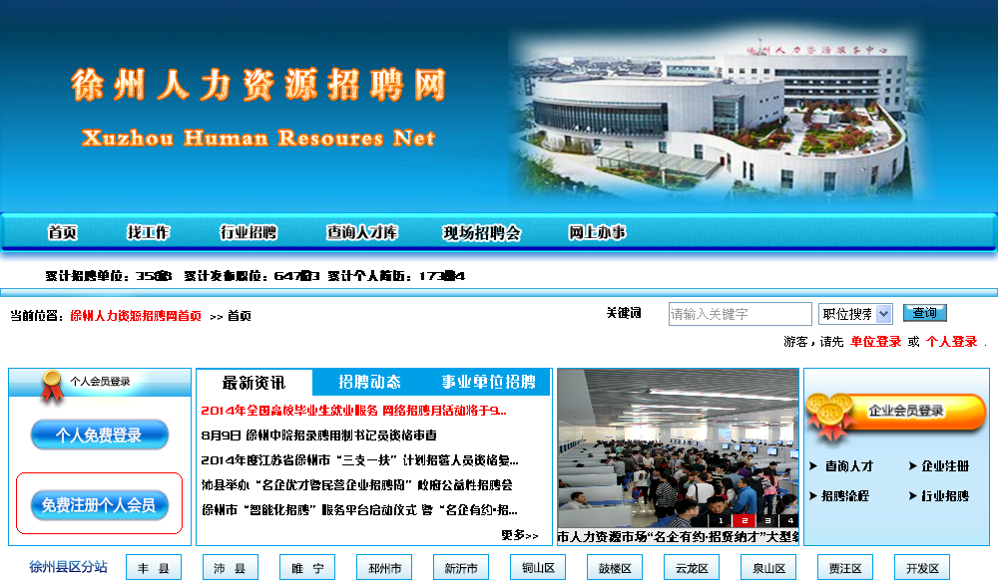 徐州人力资源招聘网
Xuzhou Human Resoures Net
徐州人力资源服务中心
首页 找工作 行业招聘 查询人才库 现场招聘会 网上办事
累计招聘单位： 累计发布职位： 累计个人简历：
当前位置：徐州人力资源招聘网首页 >> 首页
关键词 请输入关键字 职位搜索 查询
游客，请先 单位登录 或 个人登录 .
个人会员登录
个人免费登录
免费注册个人会员
最新资讯 招聘动态 事业单位招聘
2014年全国高校毕业生就业服务 网络招聘月活动将于9...
8月9日 徐州中院招录聘用制书记员资格审查
2014年度江苏省徐州市“三支一扶”计划招募人员资格复...
沛县举办“名企优才暨民营企业招聘周”政府公益性招聘会
徐州市“智能化招聘”服务平台启动仪式 暨“名企有约·招...
更多>>
1 2 3 4
市人力资源市场“名企有约·招贤纳才”大型
企业会员登录
查询人才 企业注册
招聘流程 行业招聘
徐州县区分站 丰 县 沛 县 睢 宁 邳州市 新沂市 铜山区 鼓楼区 云龙区 泉山区 贾汪区 开发区